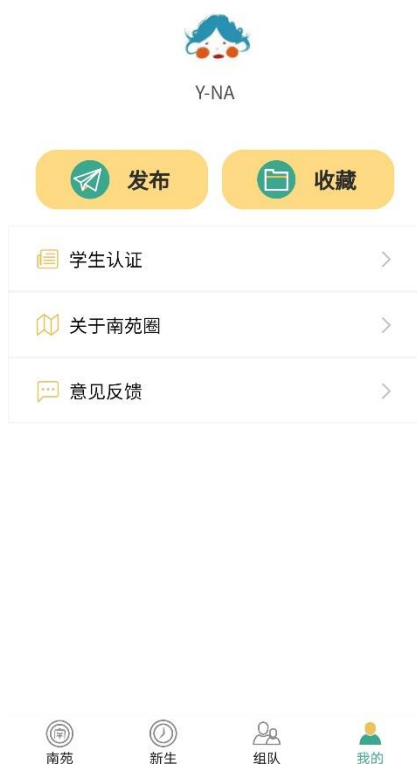 Y-NA
发布 收藏
学生认证
关于南苑圈
意见反馈
南
南苑 新生 组队 我的